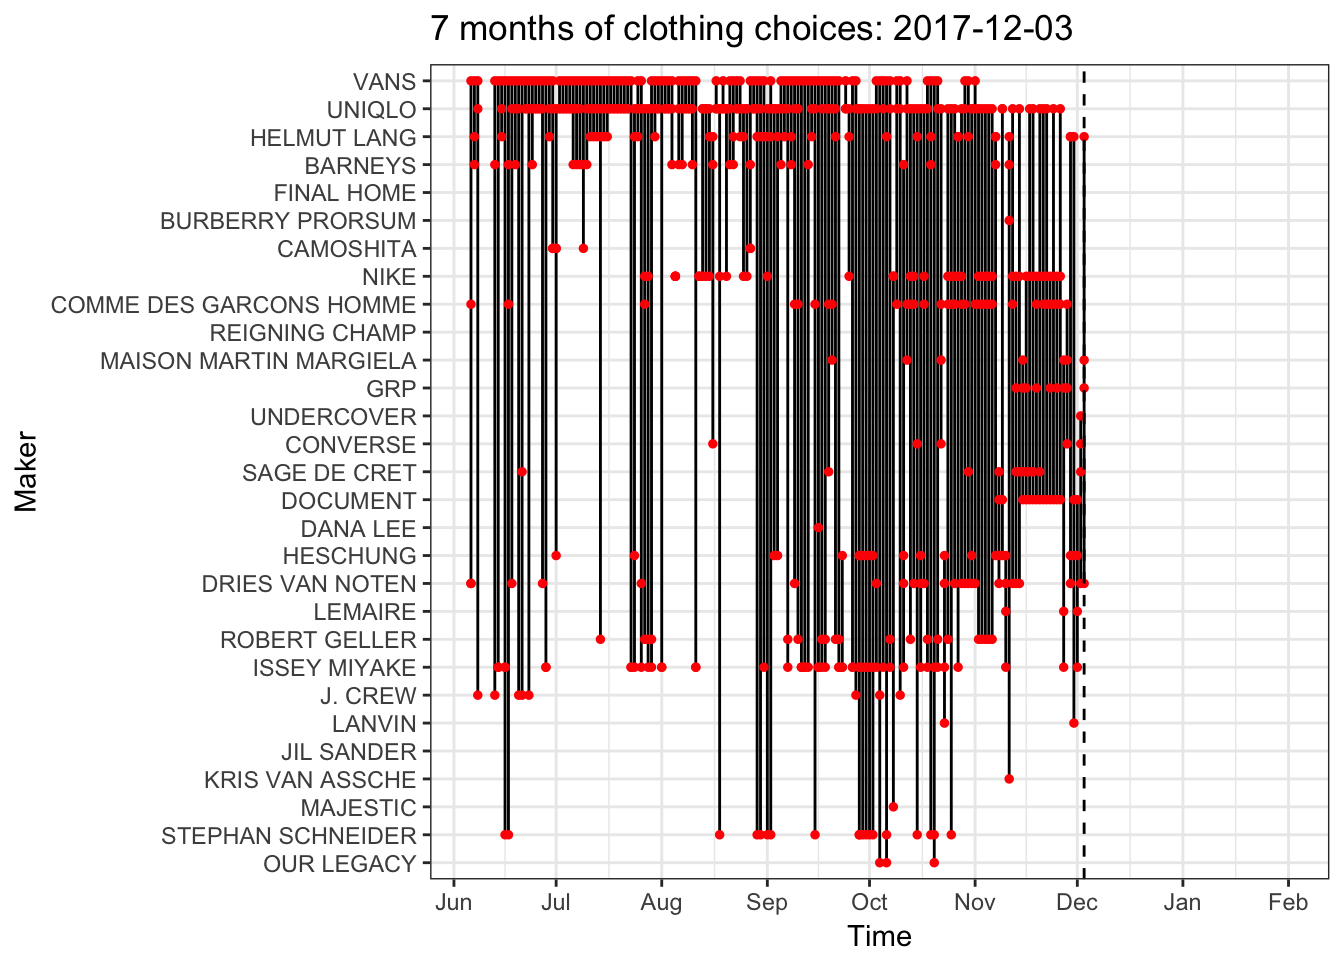 7 months of clothing choices: 2017-12-03
VANS
UNIQLO
HELMUT LANG
BARNEYS
FINAL HOME
BURBERRY PRORSUM
CAMOSHITA
NIKE
COMME DES GARCONS HOMME
REIGNING CHAMP
MAISON MARTIN MARGIELA
GRP
UNDERCOVER
CONVERSE
SAGE DE CRET
DOCUMENT
DANA LEE
HESCHUNG
DRIES VAN NOTEN
LEMAIRE
ROBERT GELLER
ISSEY MIYAKE
J. CREW
LANVIN
JIL SANDER
KRIS VAN ASSCHE
MAJESTIC
STEPHAN SCHNEIDER
OUR LEGACY
Maker
Jun Jul Aug Sep Oct Nov Dec Jan Feb
Time